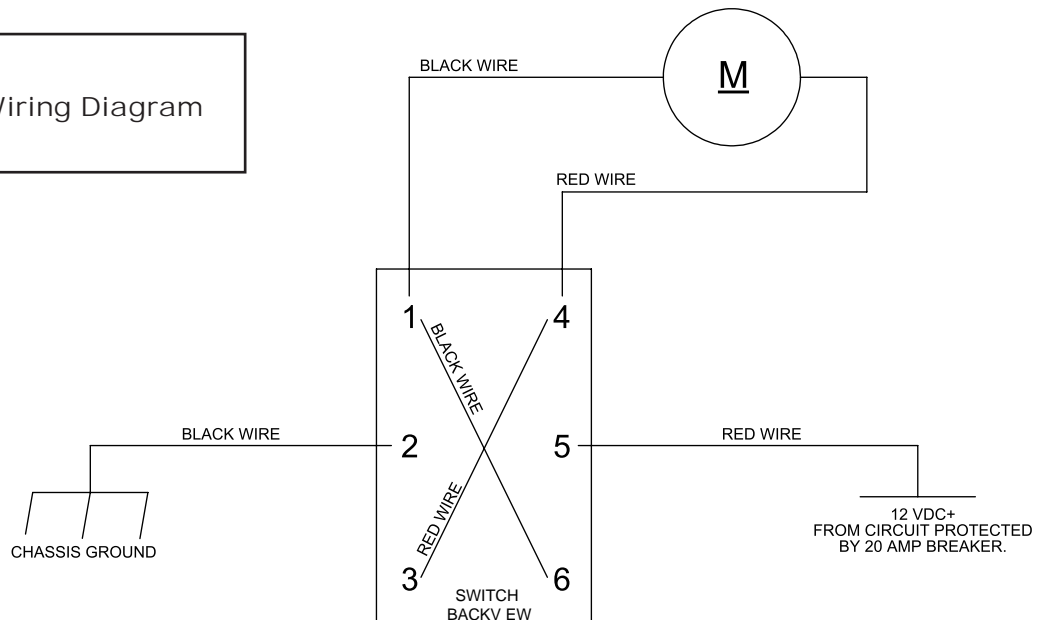 Wiring Diagram
BLACK WIRE
M
RED WIRE
1
4
BLACK WIRE
BLACK WIRE
2
5
RED WIRE
RED WIRE
12 VDC+
FROM CIRCUIT PROTECTED
BY 20 AMP BREAKER.
CHASSIS GROUND
3
6
SWITCH
BACKV EW